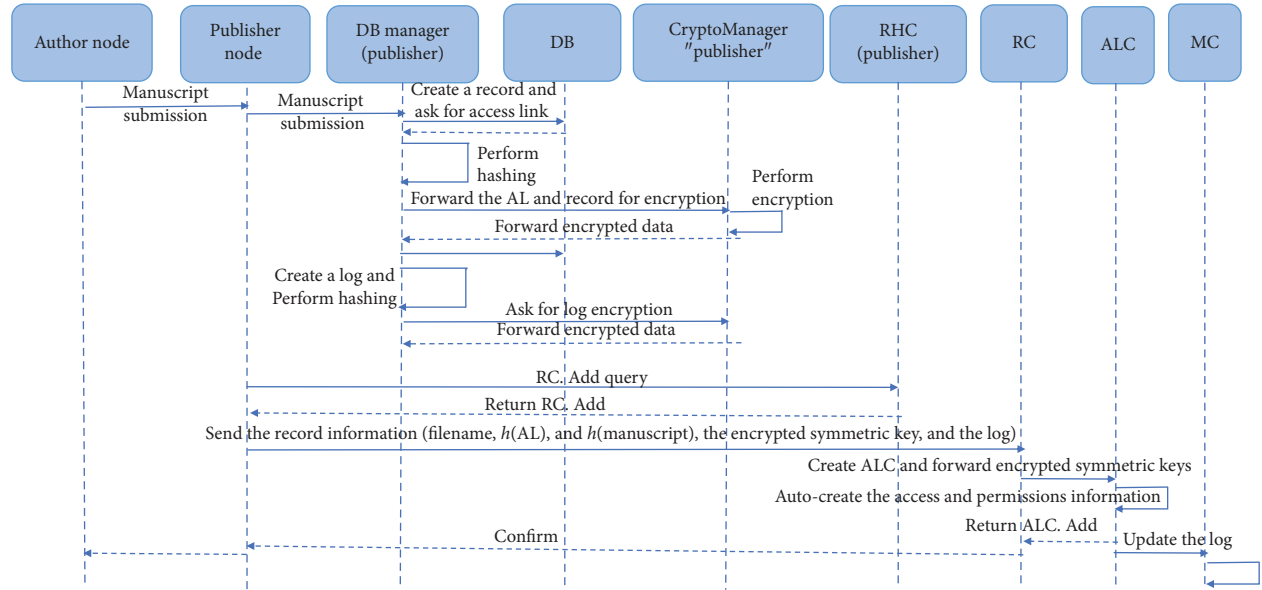 Author node
Publisher
node
DB manager
(publisher)
DB
CryptoManager
"publisher"
RHC
(publisher)
RC
ALC
MC
Manuscript
submission
Manuscript
submission
Create a record and
ask for access link
Perform
hashing
Perform
encryption
Forward the AL and record for encryption
Forward encrypted data
Create a log and
Perform hashing
Ask for log encryption
Forward encrypted data
RC. Add query
Return RC. Add
Send the record information (filename, h(AL), and h(manuscript), the encrypted symmetric key, and the log)
Create ALC and forward encrypted symmetric keys
Auto-create the access and permissions information
Return ALC. Add
Confirm
Update the log